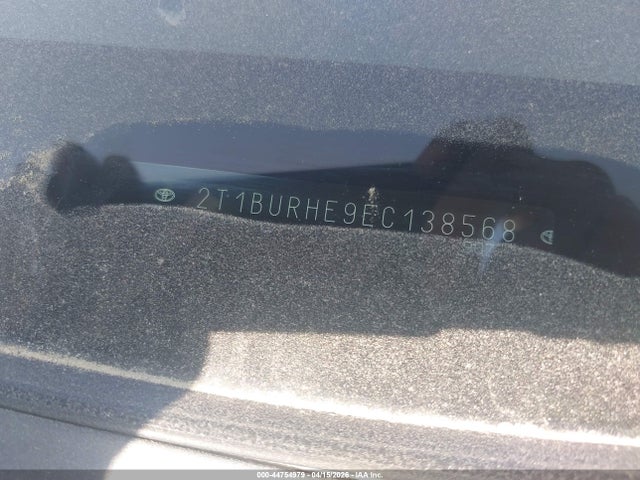 2T1BURHE9EC138568
000-44754979 - 04/15/2026 - IAA Inc.